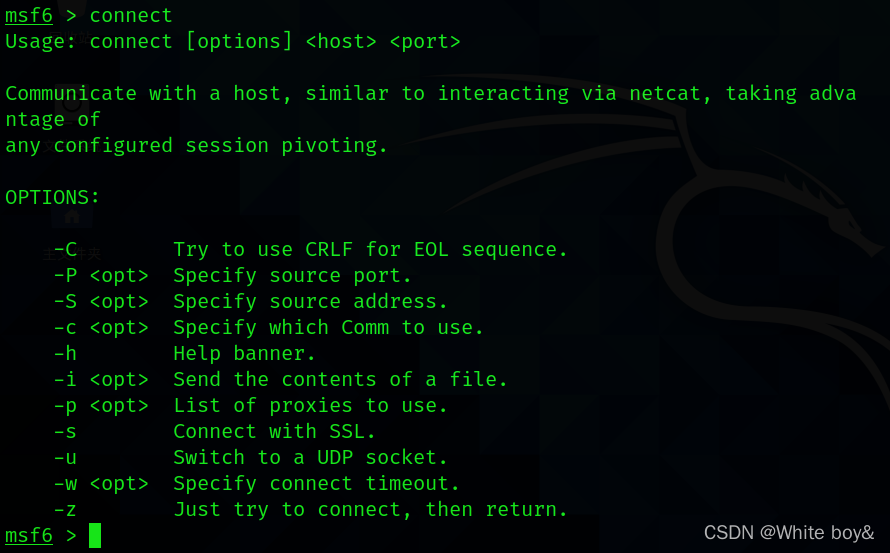 msf6 > connect
Usage: connect [options] <host> <port>
Communicate with a host, similar to interacting via netcat, taking adva
ntage of
any configured session pivoting.
OPTIONS:
-C Try to use CRLF for EOL sequence.
-P <opt> Specify source port.
-S <opt> Specify source address.
-c <opt> Specify which Comm to use.
-h Help banner.
-i <opt> Send the contents of a file.
-p <opt> List of proxies to use.
-s Connect with SSL.
-u Switch to a UDP socket.
-w <opt> Specify connect timeout.
-z Just try to connect, then return.
msf6 >
CSDN @White boy&